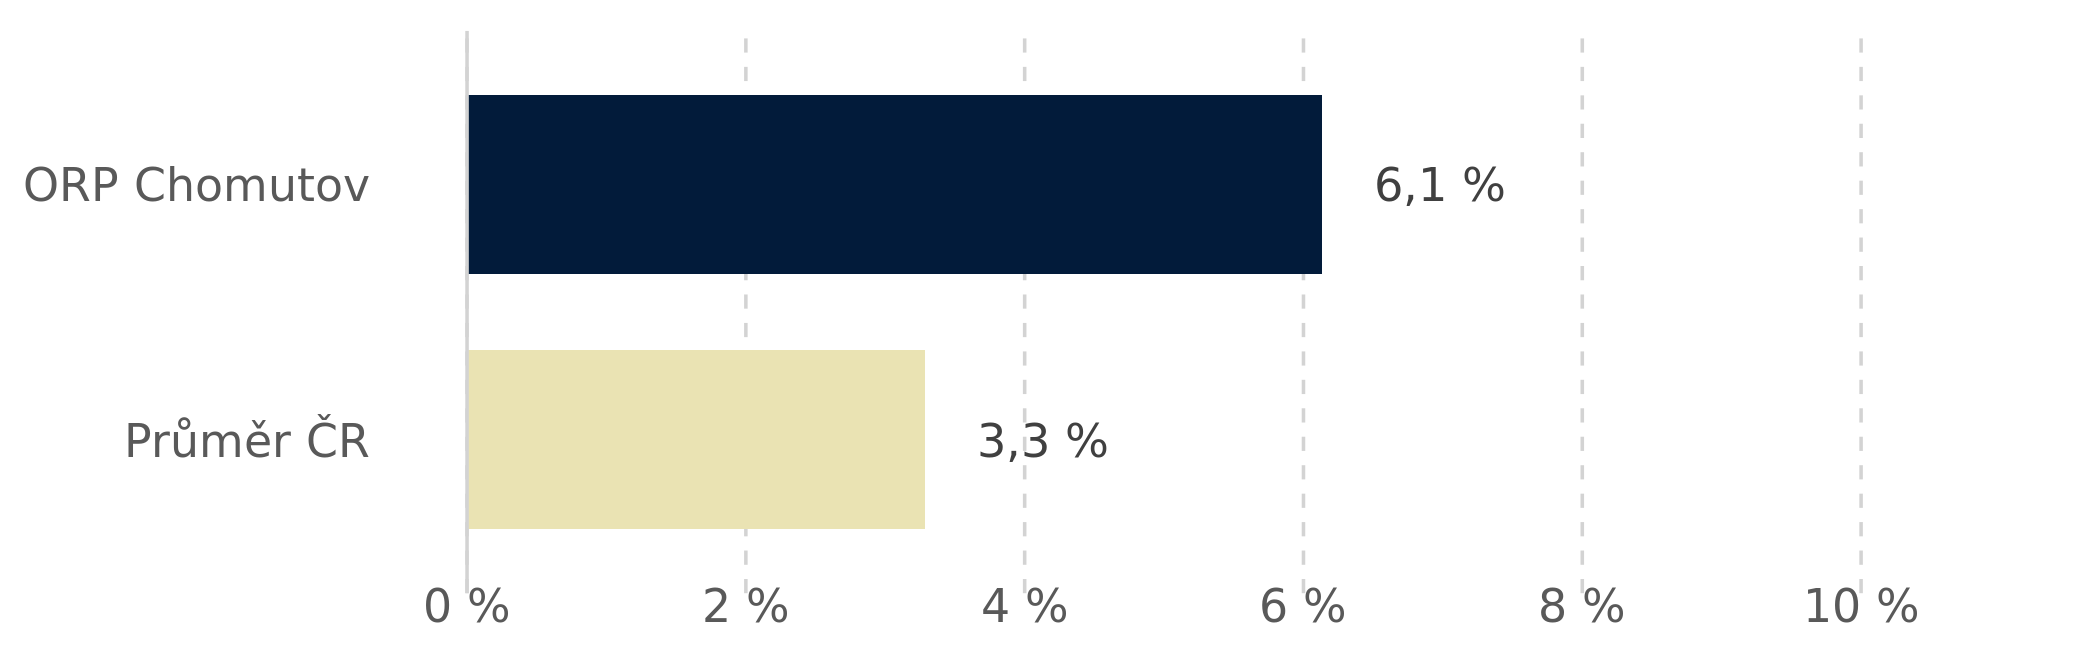 ORP Chomutov
6,1 %
Průměr ČR
3,3 %
0 % 2 % 4 % 6 % 8 % 10 %